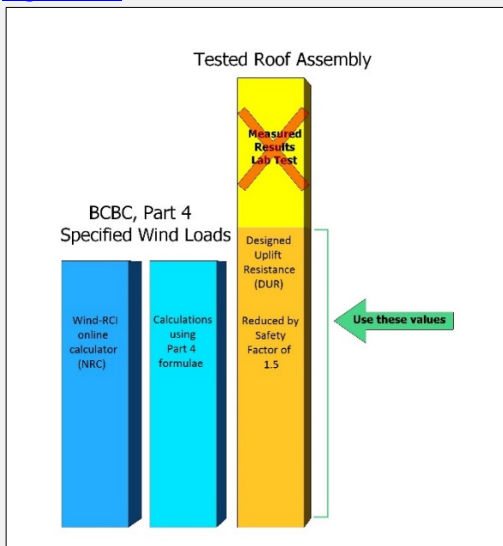 Tested Roof Assembly
Measured
Results
Lab Test
BCBC, Part 4
Specified Wind Loads
Designed
Uplift
Resistance
(DUR)
Reduced by
Safety
Factor of
1.5
Wind-RCI
online
calculator
(NRC)
Calculations
using
Part 4
formulae
Use these values